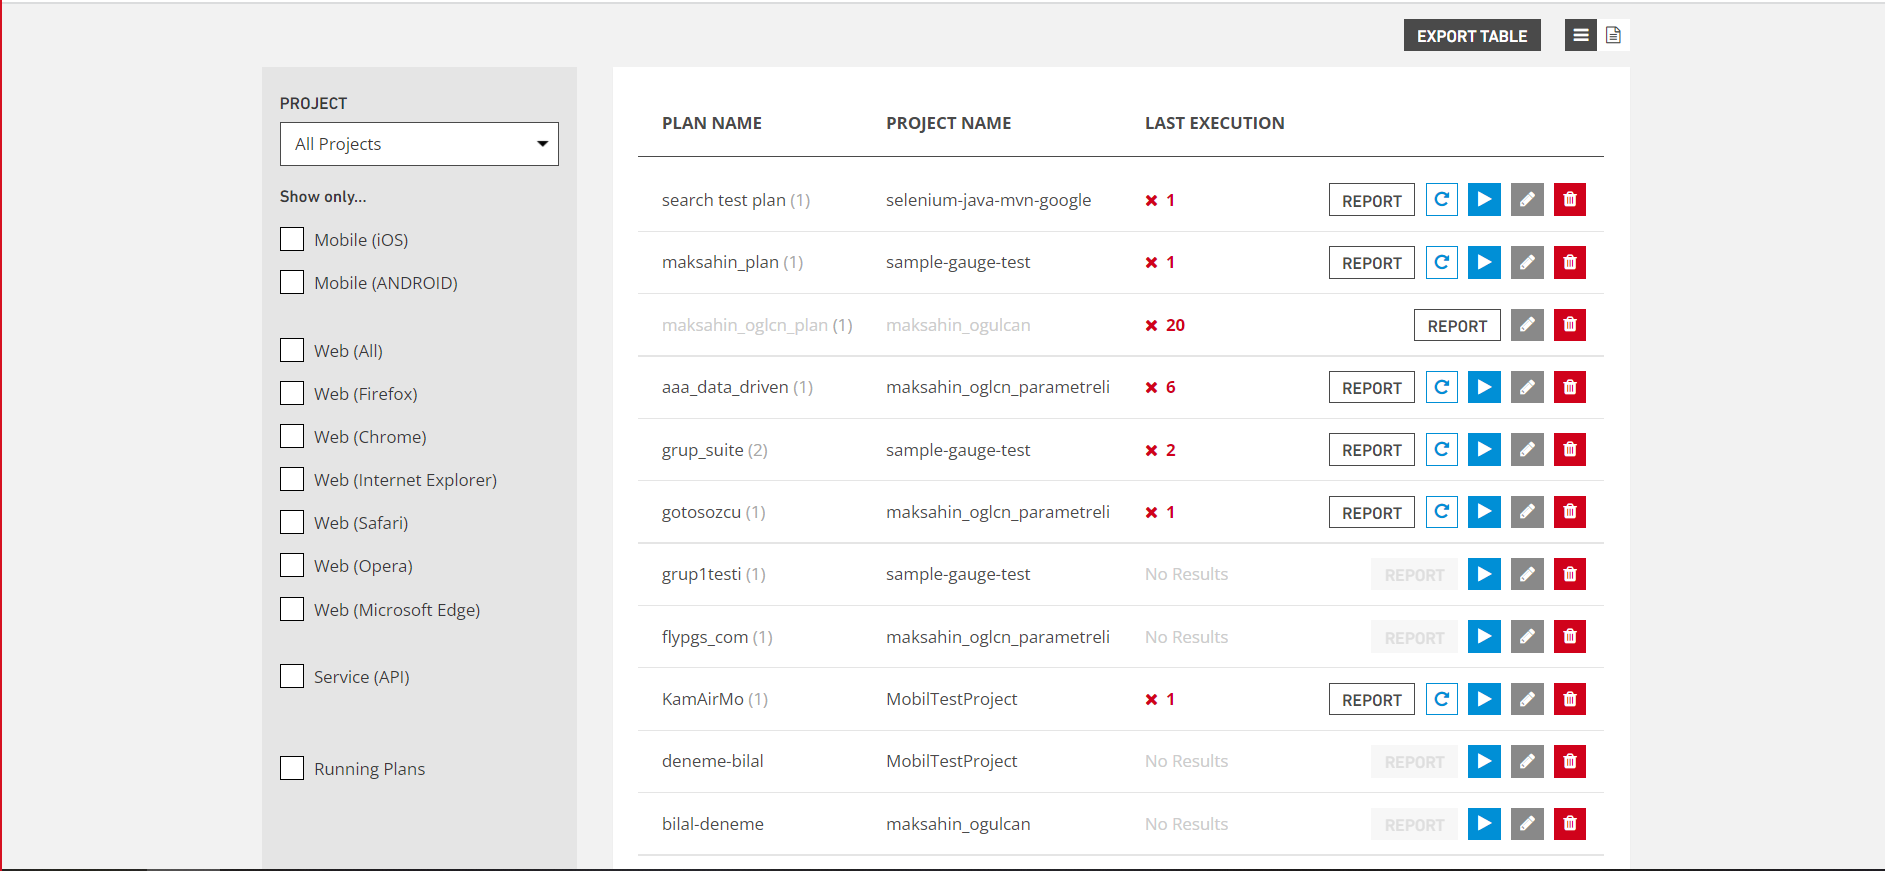 EXPORT TABLE
PROJECT
All Projects
Show only...
Mobile (iOS)
Mobile (ANDROID)
Web (All)
Web (Firefox)
Web (Chrome)
Web (Internet Explorer)
Web (Safari)
Web (Opera)
Web (Microsoft Edge)
Service (API)
Running Plans
PLAN NAME PROJECT NAME LAST EXECUTION
search test plan (1) selenium-java-mvn-google ✖ 1 REPORT
maksahin_plan (1) sample-gauge-test ✖ 1 REPORT
maksahin_oglcn_plan (1) maksahin_ogulcan ✖ 20 REPORT
aaa_data_driven (1) maksahin_oglcn_parametreli ✖ 6 REPORT
grup_suite (2) sample-gauge-test ✖ 2 REPORT
gotosozcu (1) maksahin_oglcn_parametreli ✖ 1 REPORT
grup1testi (1) sample-gauge-test No Results REPORT
flypgs_com (1) maksahin_oglcn_parametreli No Results REPORT
KamAirMo (1) MobilTestProject ✖ 1 REPORT
deneme-bilal MobilTestProject No Results REPORT
bilal-deneme maksahin_ogulcan No Results REPORT